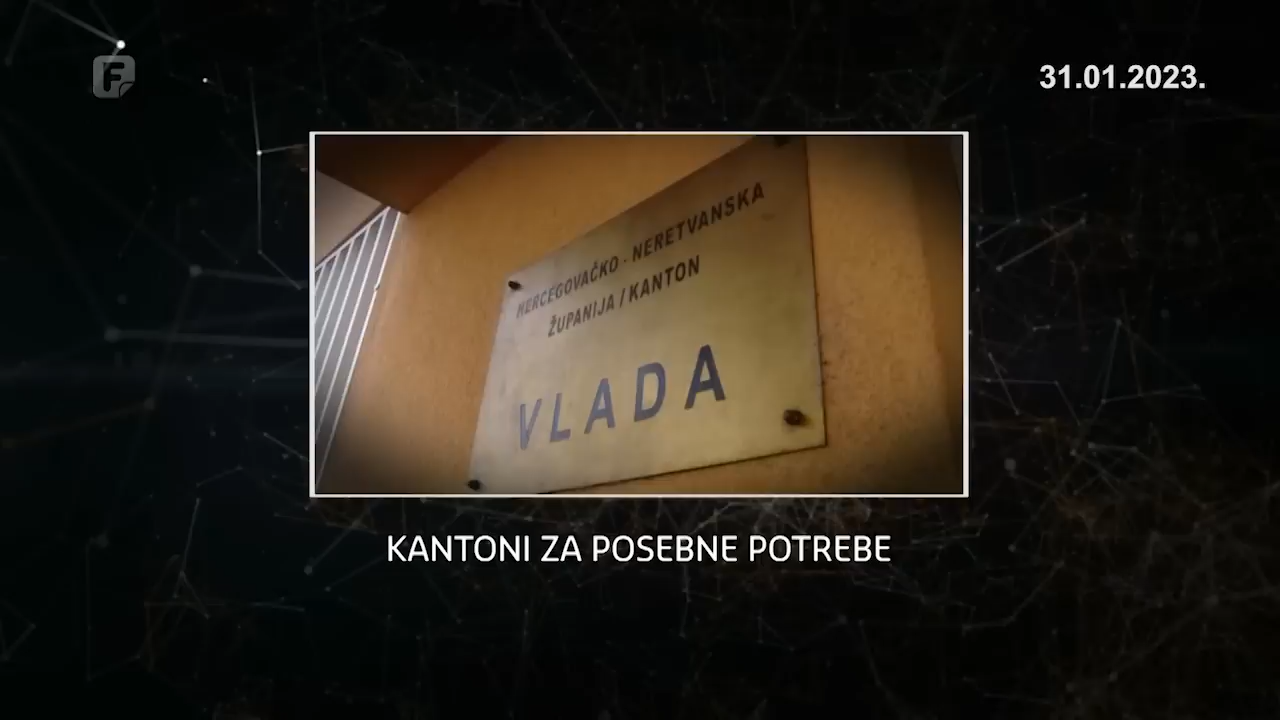 F
31.01.2023.
HERCEGOVAČKO - NERETVANSKA
ŽUPANIJA / KANTON
VLADA
KANTONI ZA POSEBNE POTREBE